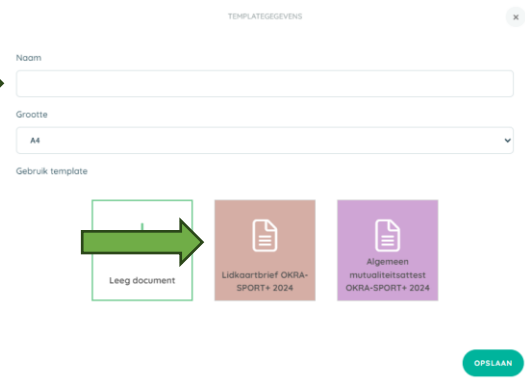 TEMPLATEGEGEVENS
Naam
Grootte
A4
Gebruik template
Leeg document
Lidkaartbrief OKRA-
SPORT+ 2024
Algemeen
mutualiteitsattest
OKRA-SPORT+ 2024
OPSLAAN